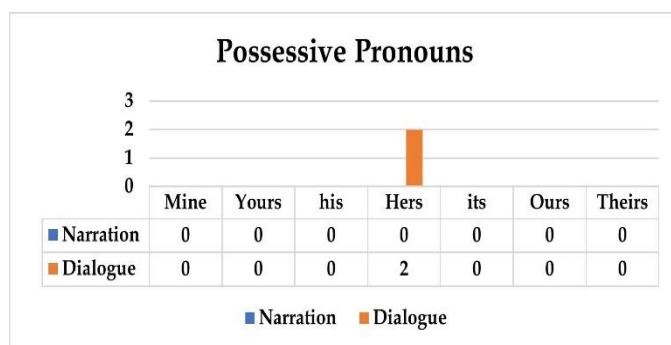 Possessive Pronouns
3
2
1
0
Mine Yours his Hers its Ours Theirs
Narration 0 0 0 0 0 0 0
Dialogue 0 0 0 2 0 0 0
Narration Dialogue